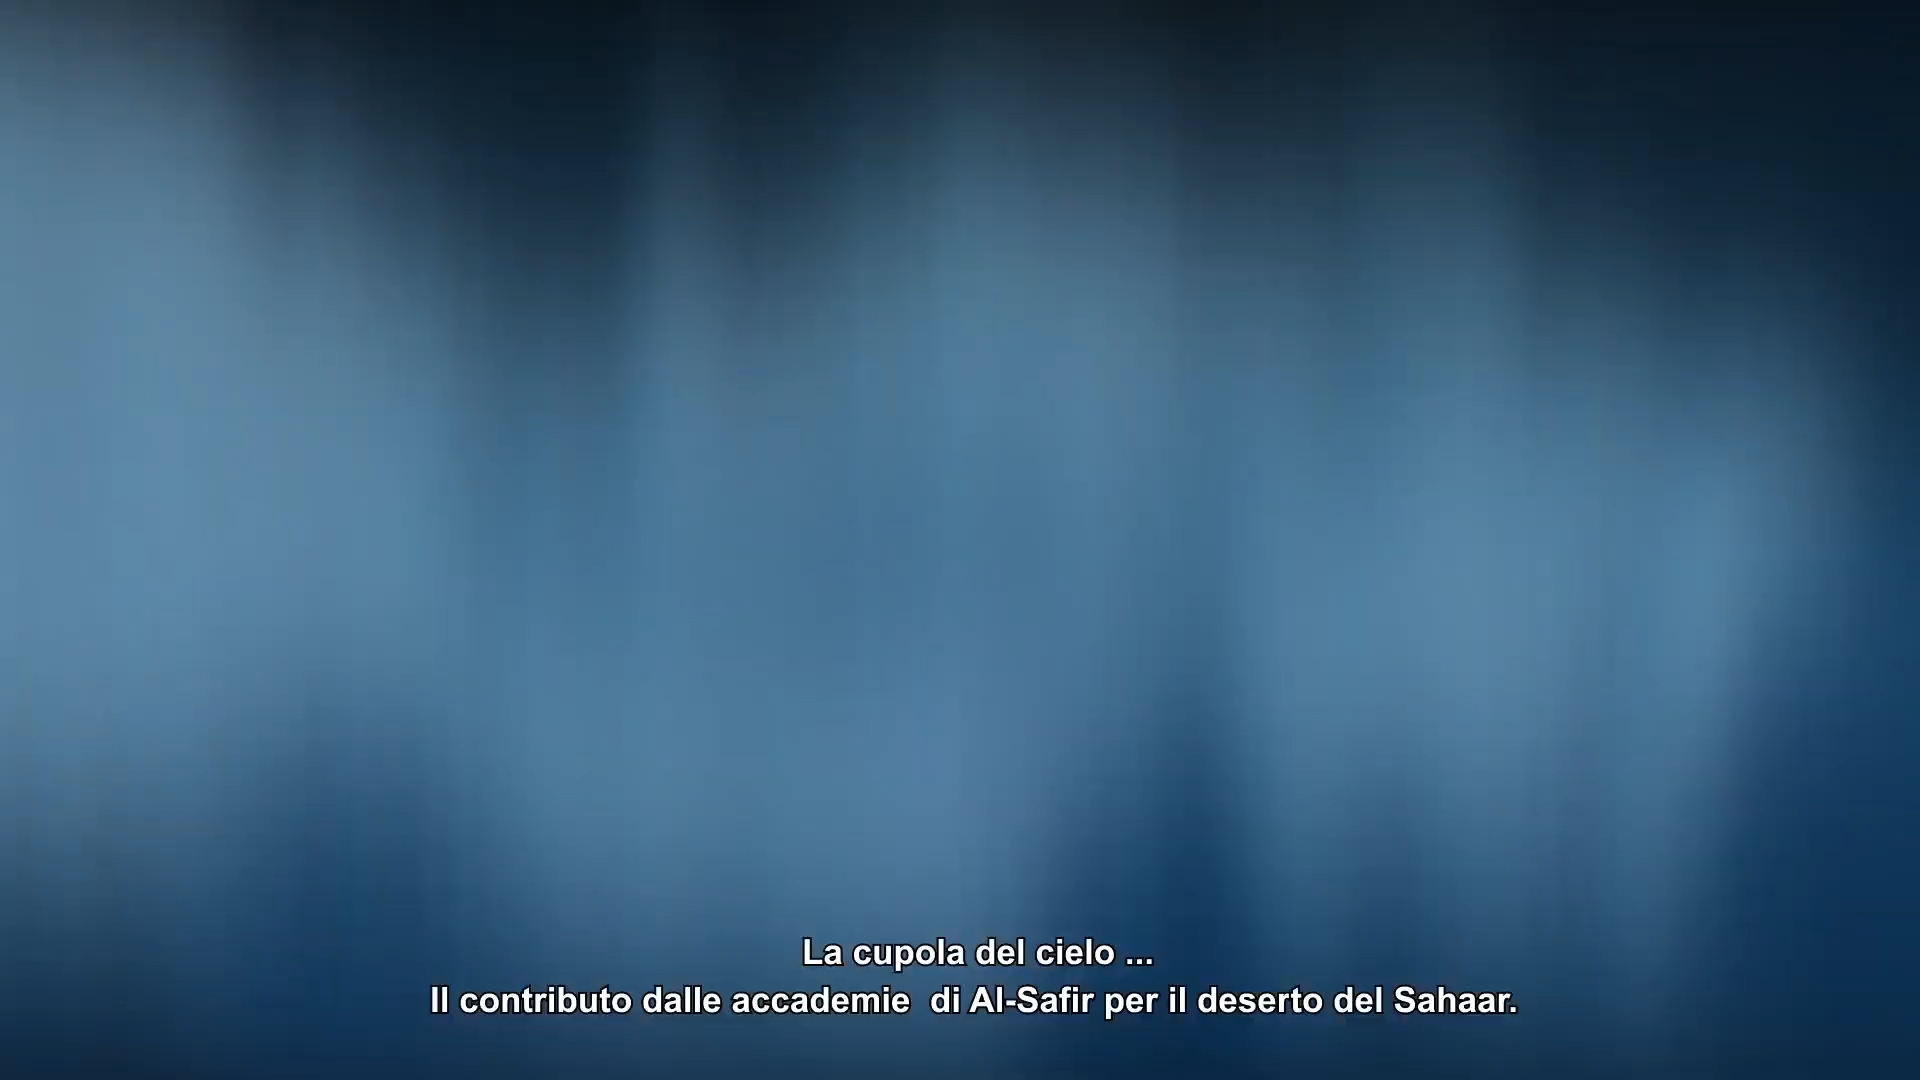 La cupola del cielo ...
Il contributo dalle accademie  di Al-Safir per il deserto del Sahaar.